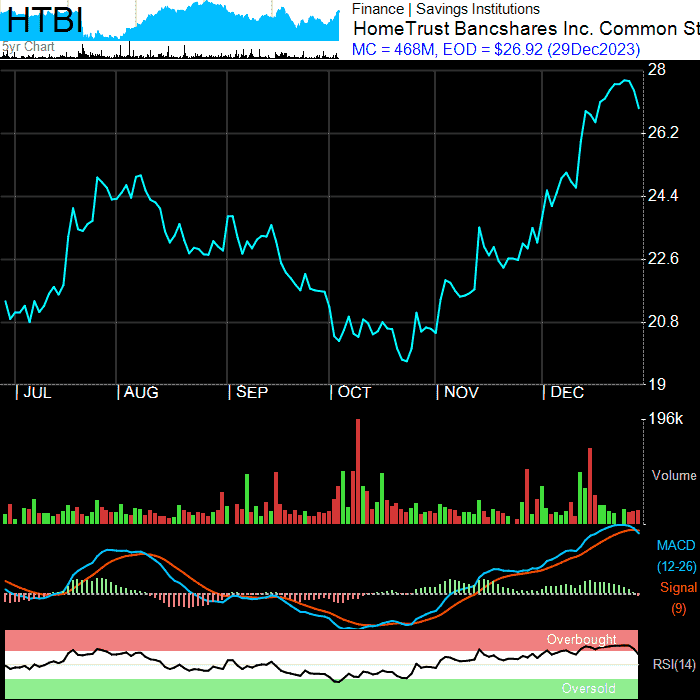 HTBI
5yr Chart
Finance | Savings Institutions
HomeTrust Bancshares Inc. Common St
MC = 468M, EOD = $26.92 (29Dec2023)
28
26.2
24.4
22.6
20.8
19
| JUL | AUG | SEP | OCT | NOV | DEC
196k
Volume
MACD
(12-26)
Signal
(9)
Overbought
RSI(14)
Oversold